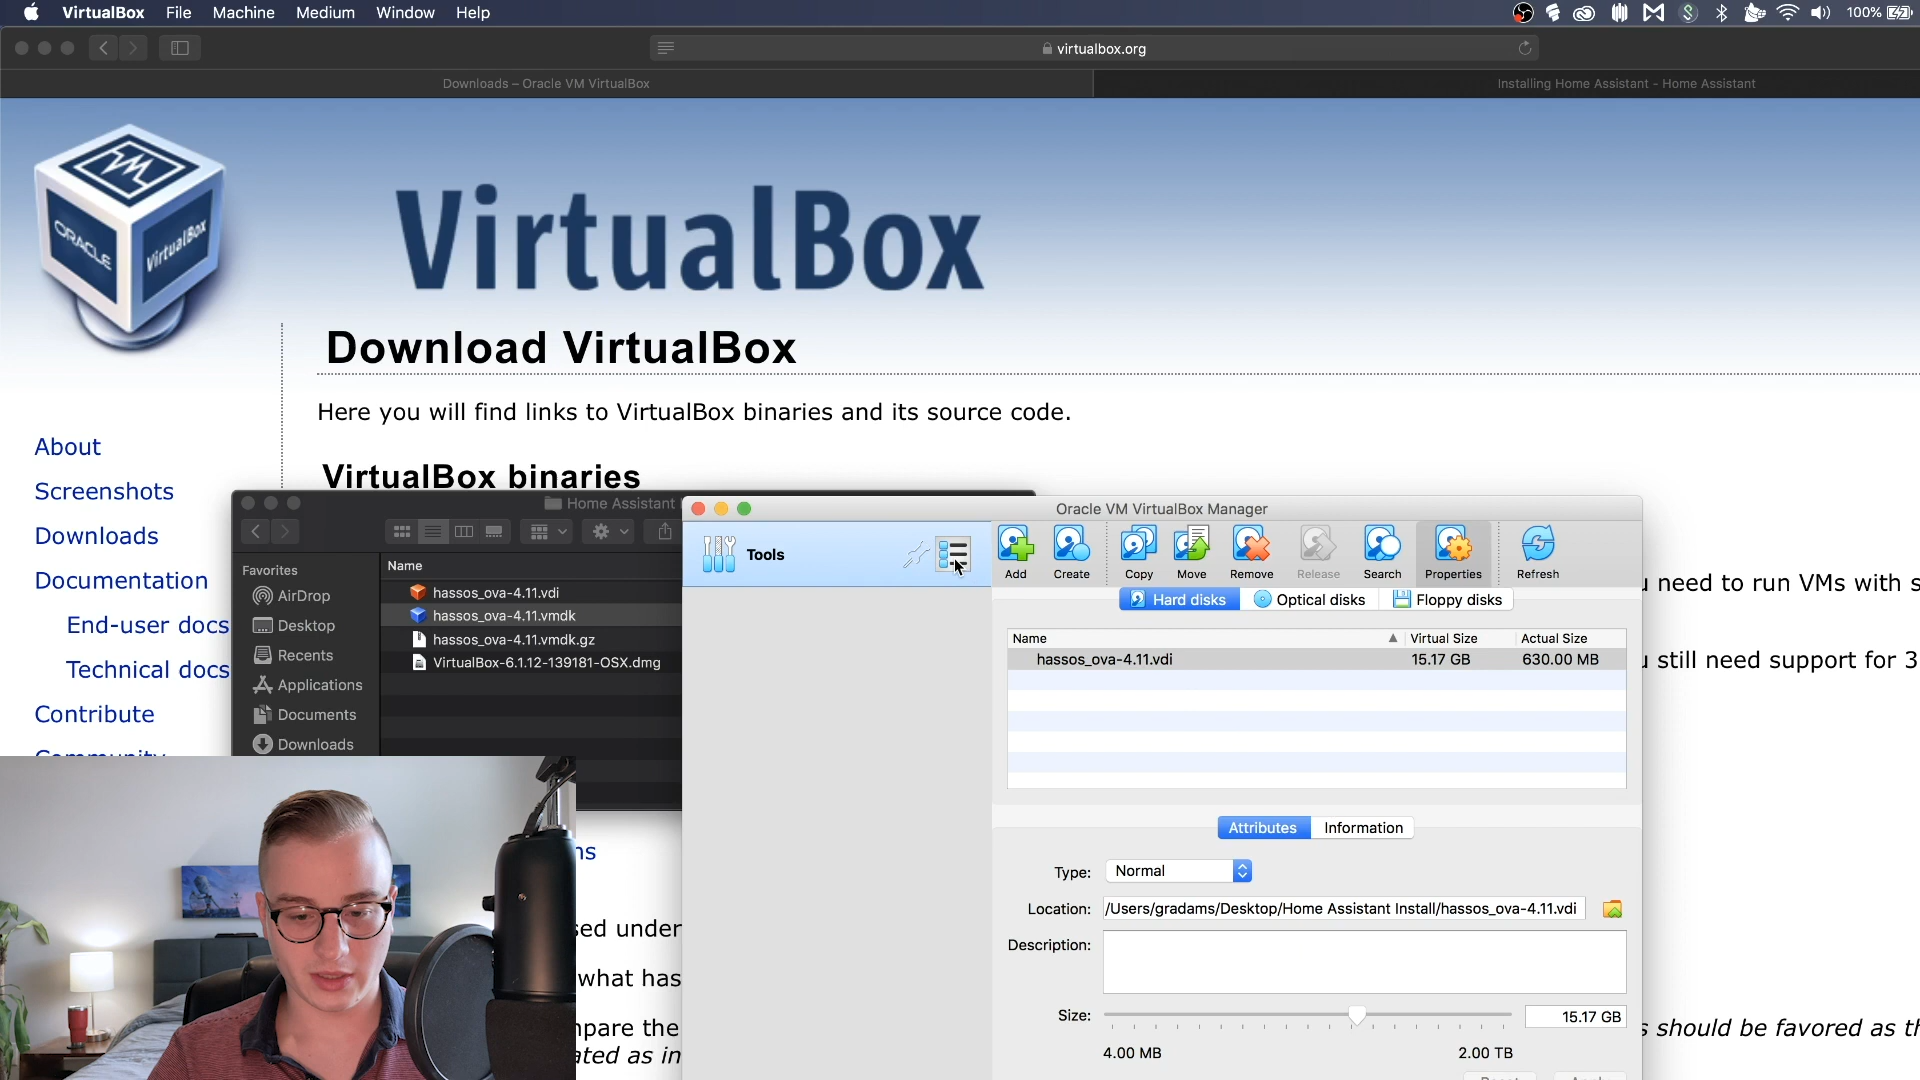 VirtualBox File Machine Medium Window Help
100%
virtualbox.org
Downloads – Oracle VM VirtualBox
Installing Home Assistant - Home Assistant
ORACLE
VirtualBox
VirtualBox
Download VirtualBox
Here you will find links to VirtualBox binaries and its source code.
VirtualBox binaries
About
Screenshots
Downloads
Documentation
End-user docs
Technical docs
Contribute
Community
Home Assistant
Favorites
AirDrop
Desktop
Recents
Applications
Documents
Downloads
Name
hassos_ova-4.11.vdi
hassos_ova-4.11.vmdk
hassos_ova-4.11.vmdk.gz
VirtualBox-6.1.12-139181-OSX.dmg
Oracle VM VirtualBox Manager
Tools
Add Create Copy Move Remove Release Search Properties Refresh
Hard disks Optical disks Floppy disks
Name Virtual Size Actual Size
hassos_ova-4.11.vdi 15.17 GB 630.00 MB
Attributes Information
Type: Normal
Location: /Users/gradams/Desktop/Home Assistant Install/hassos_ova-4.11.vdi
Description:
Size: 15.17 GB
4.00 MB 2.00 TB
u need to run VMs with s
u still need support for 3
ns
sed under
what has
mpare the
s should be favored as th
ated as in